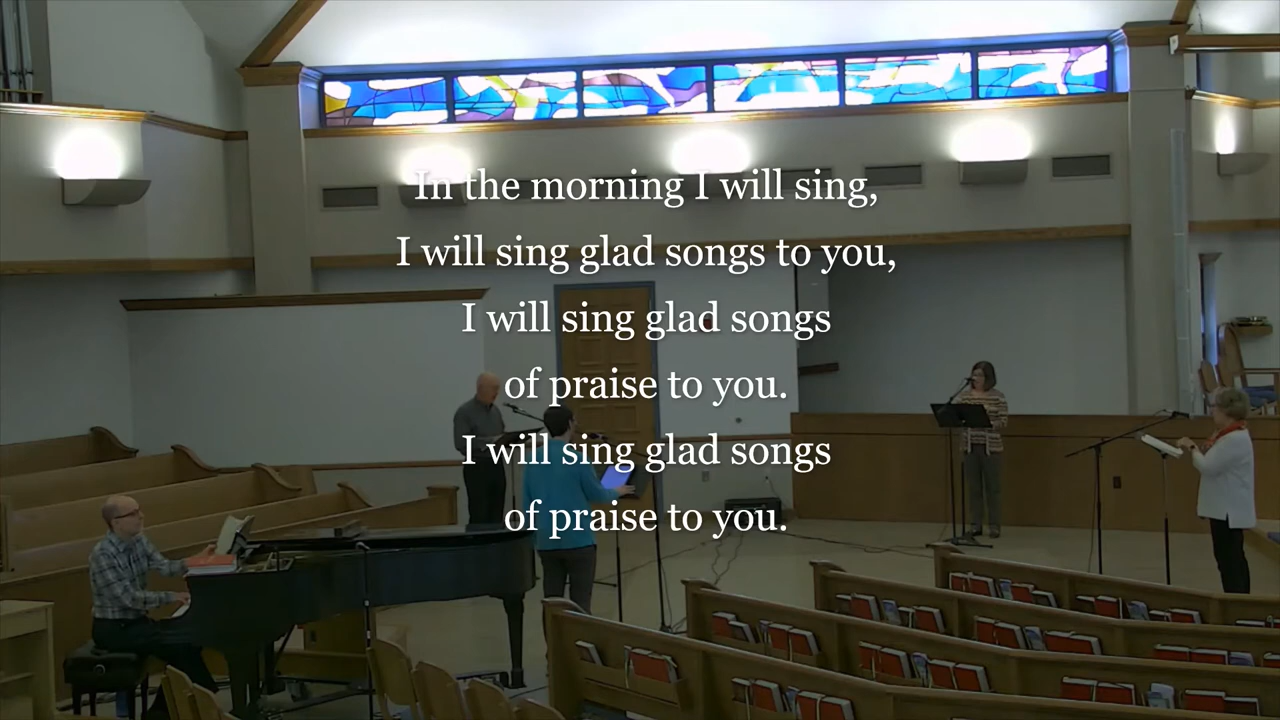 In the morning I will sing,
I will sing glad songs to you,
I will sing glad songs
of praise to you.
I will sing glad songs
of praise to you.